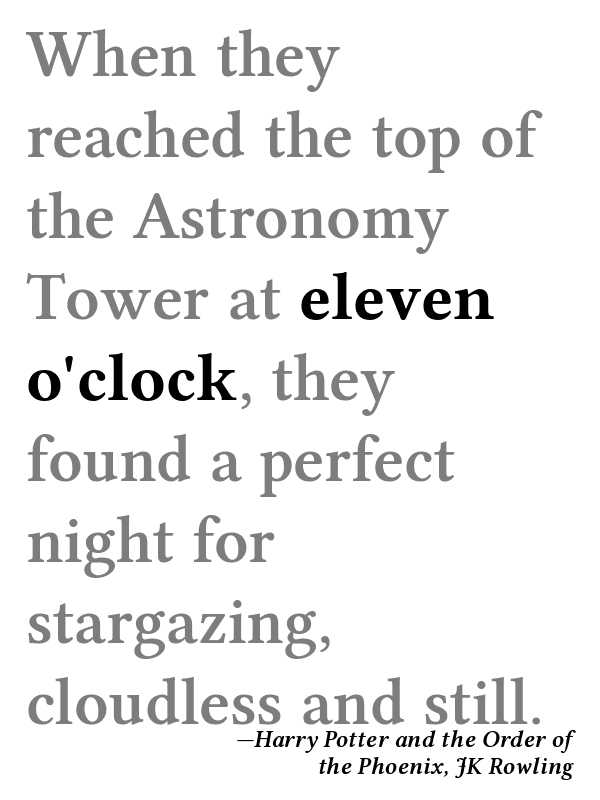 When they
reached the top of
the Astronomy
Tower at eleven
o'clock, they
found a perfect
night for
stargazing,
cloudless and still.
—Harry Potter and the Order of
the Phoenix, JK Rowling